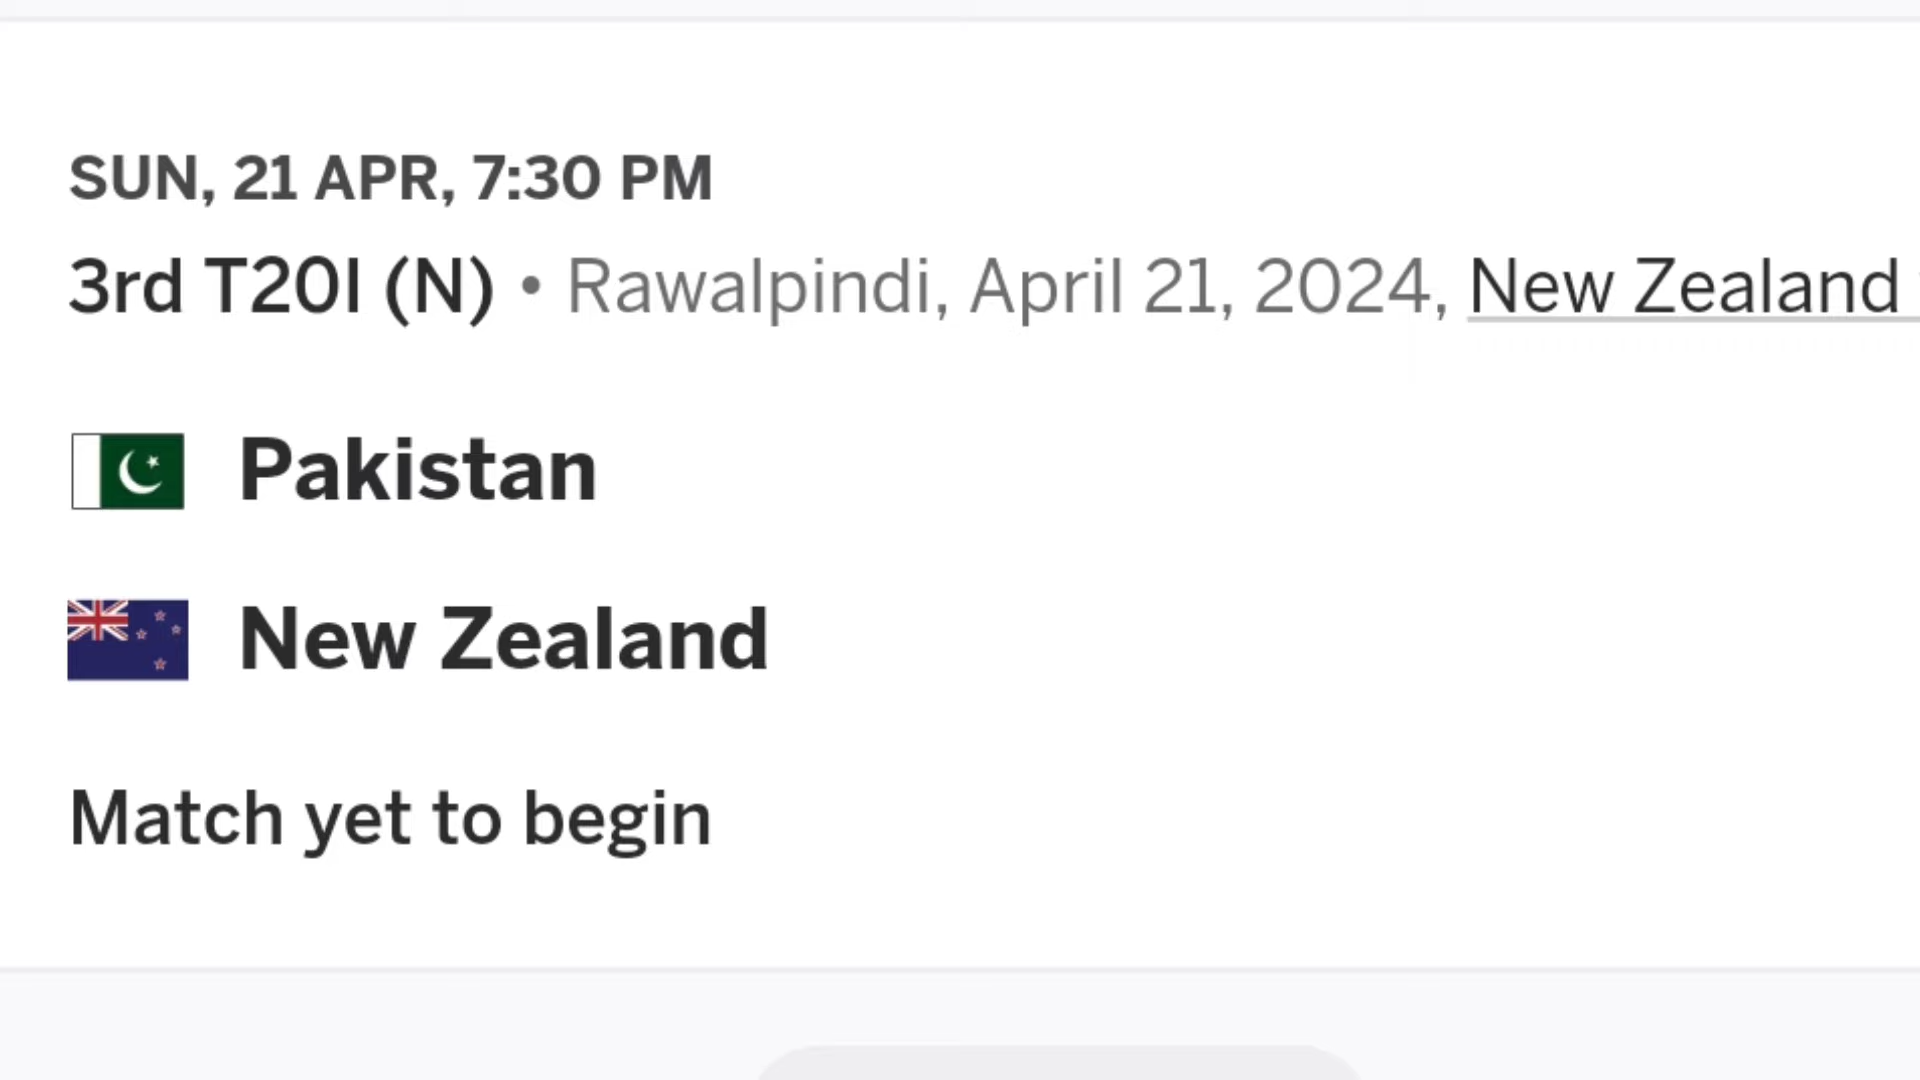 SUN, 21 APR, 7:30 PM
3rd T20I (N) • Rawalpindi, April 21, 2024, New Zealand
Pakistan
New Zealand
Match yet to begin